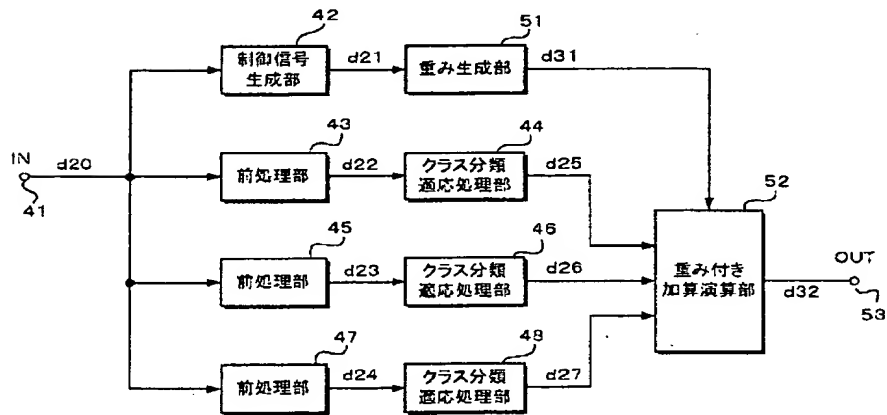 42
51
制御信号
生成部
d21
重み生成部
d31
43
44
IN
d20
前処理部
d22
クラス分類
適応処理部
d25
41
52
45
46
前処理部
d23
クラス分類
適応処理部
d26
重み付き
加算演算部
OUT
d32
53
47
48
前処理部
d24
クラス分類
適応処理部
d27